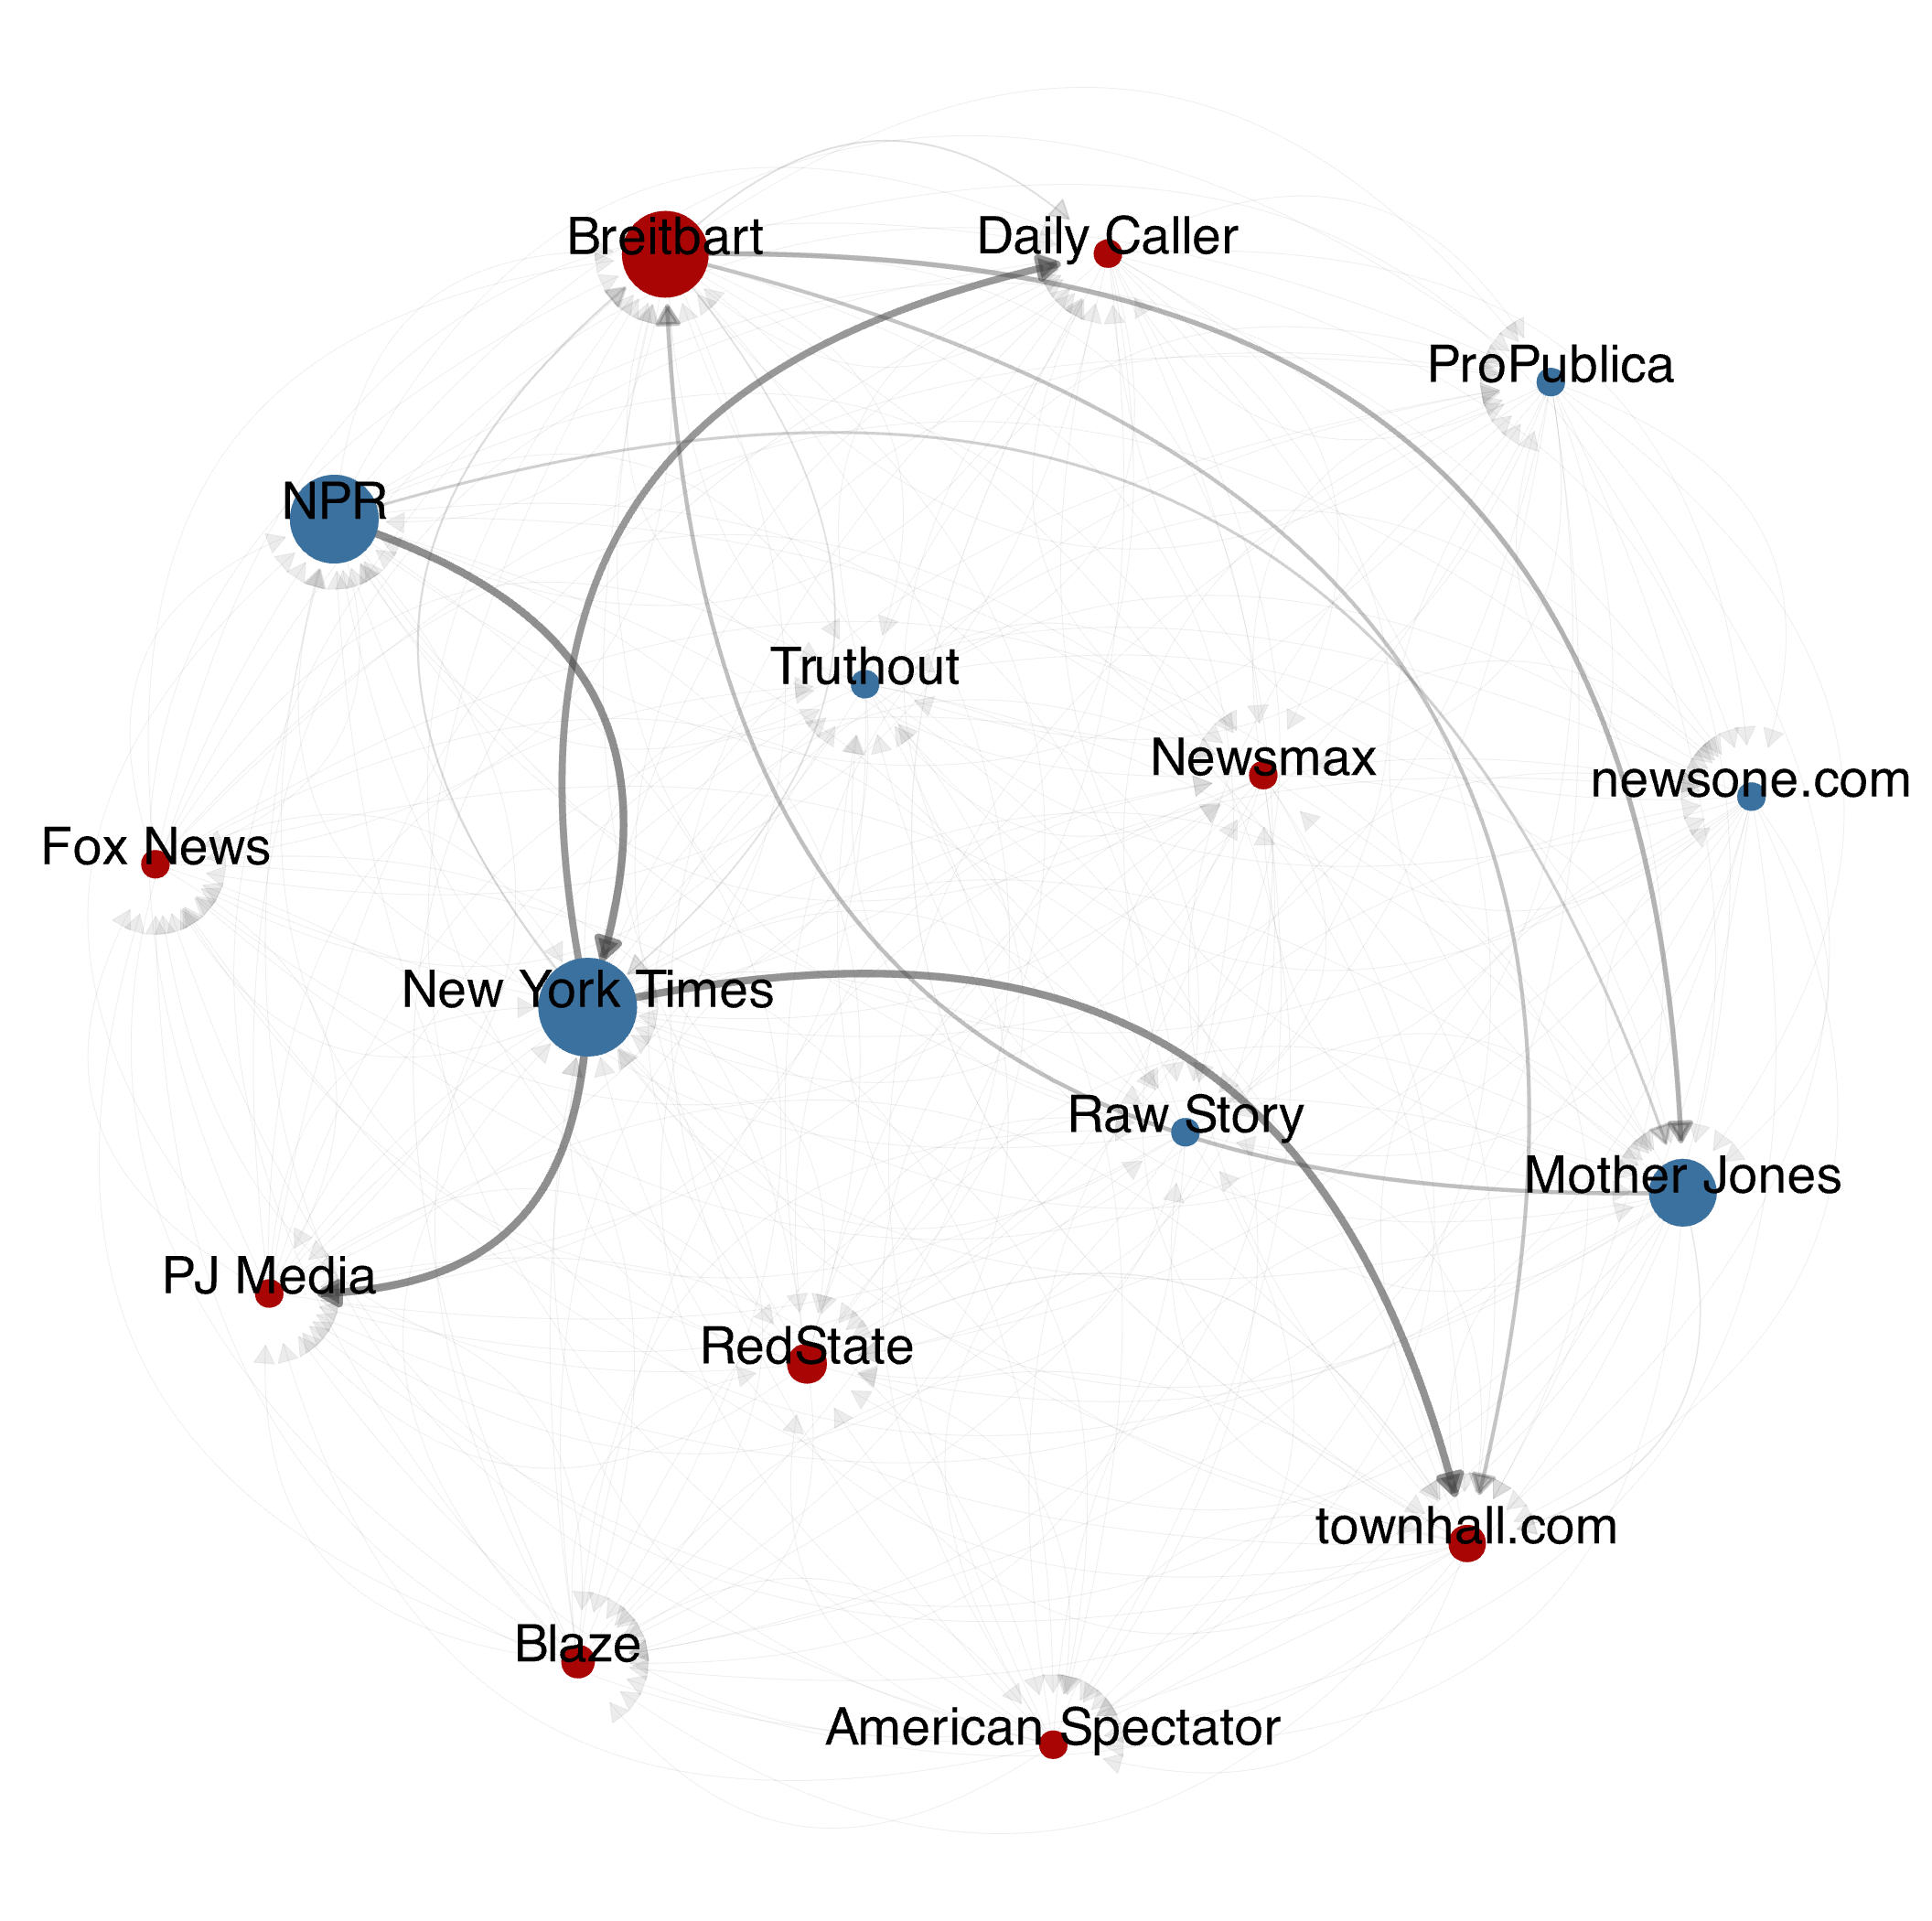 Breitbart
Daily Caller
ProPublica
NPR
Truthout
Newsmax
newsone.com
Fox News
New York Times
Raw Story
Mother Jones
PJ Media
RedState
townhall.com
Blaze
American Spectator